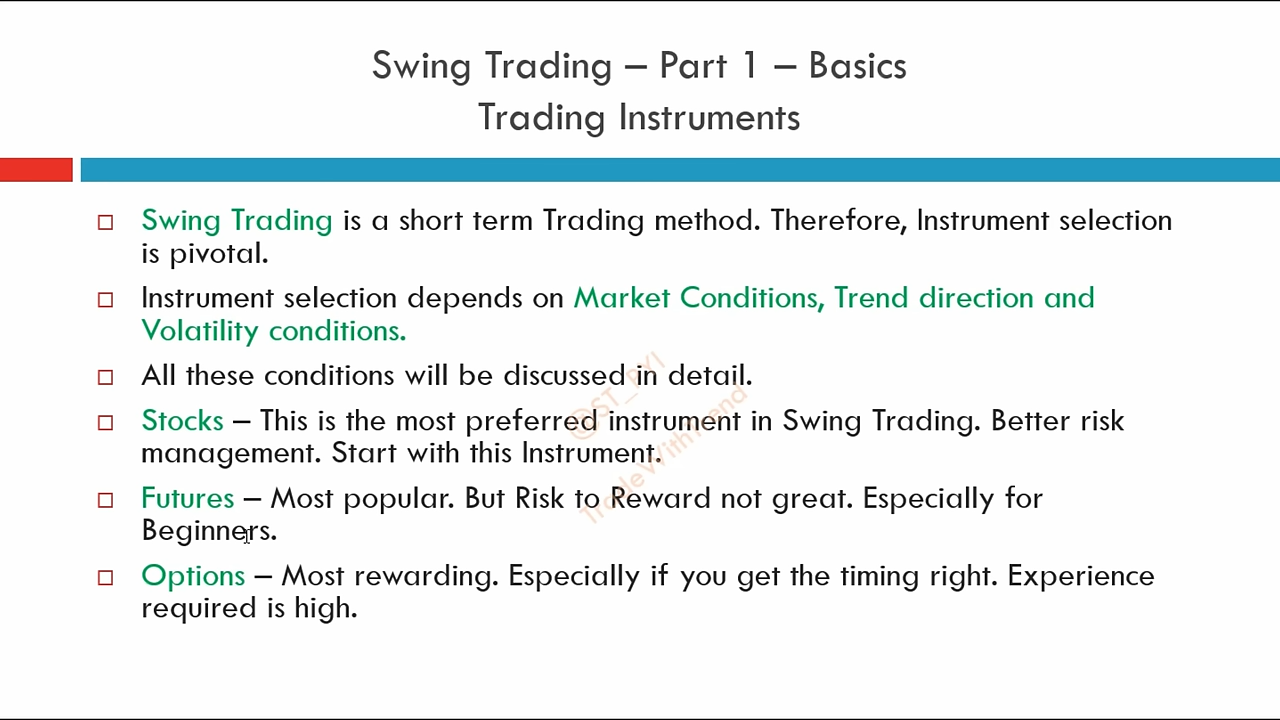 Swing Trading – Part 1 – Basics
Trading Instruments
Swing Trading is a short term Trading method. Therefore, Instrument selection
is pivotal.
Instrument selection depends on Market Conditions, Trend direction and
Volatility conditions.
All these conditions will be discussed in detail.
Stocks – This is the most preferred instrument in Swing Trading. Better risk
management. Start with this Instrument.
Futures – Most popular. But Risk to Reward not great. Especially for
Beginners.
Options – Most rewarding. Especially if you get the timing right. Experience
required is high.
@ST_PYI
TradeWithTrend